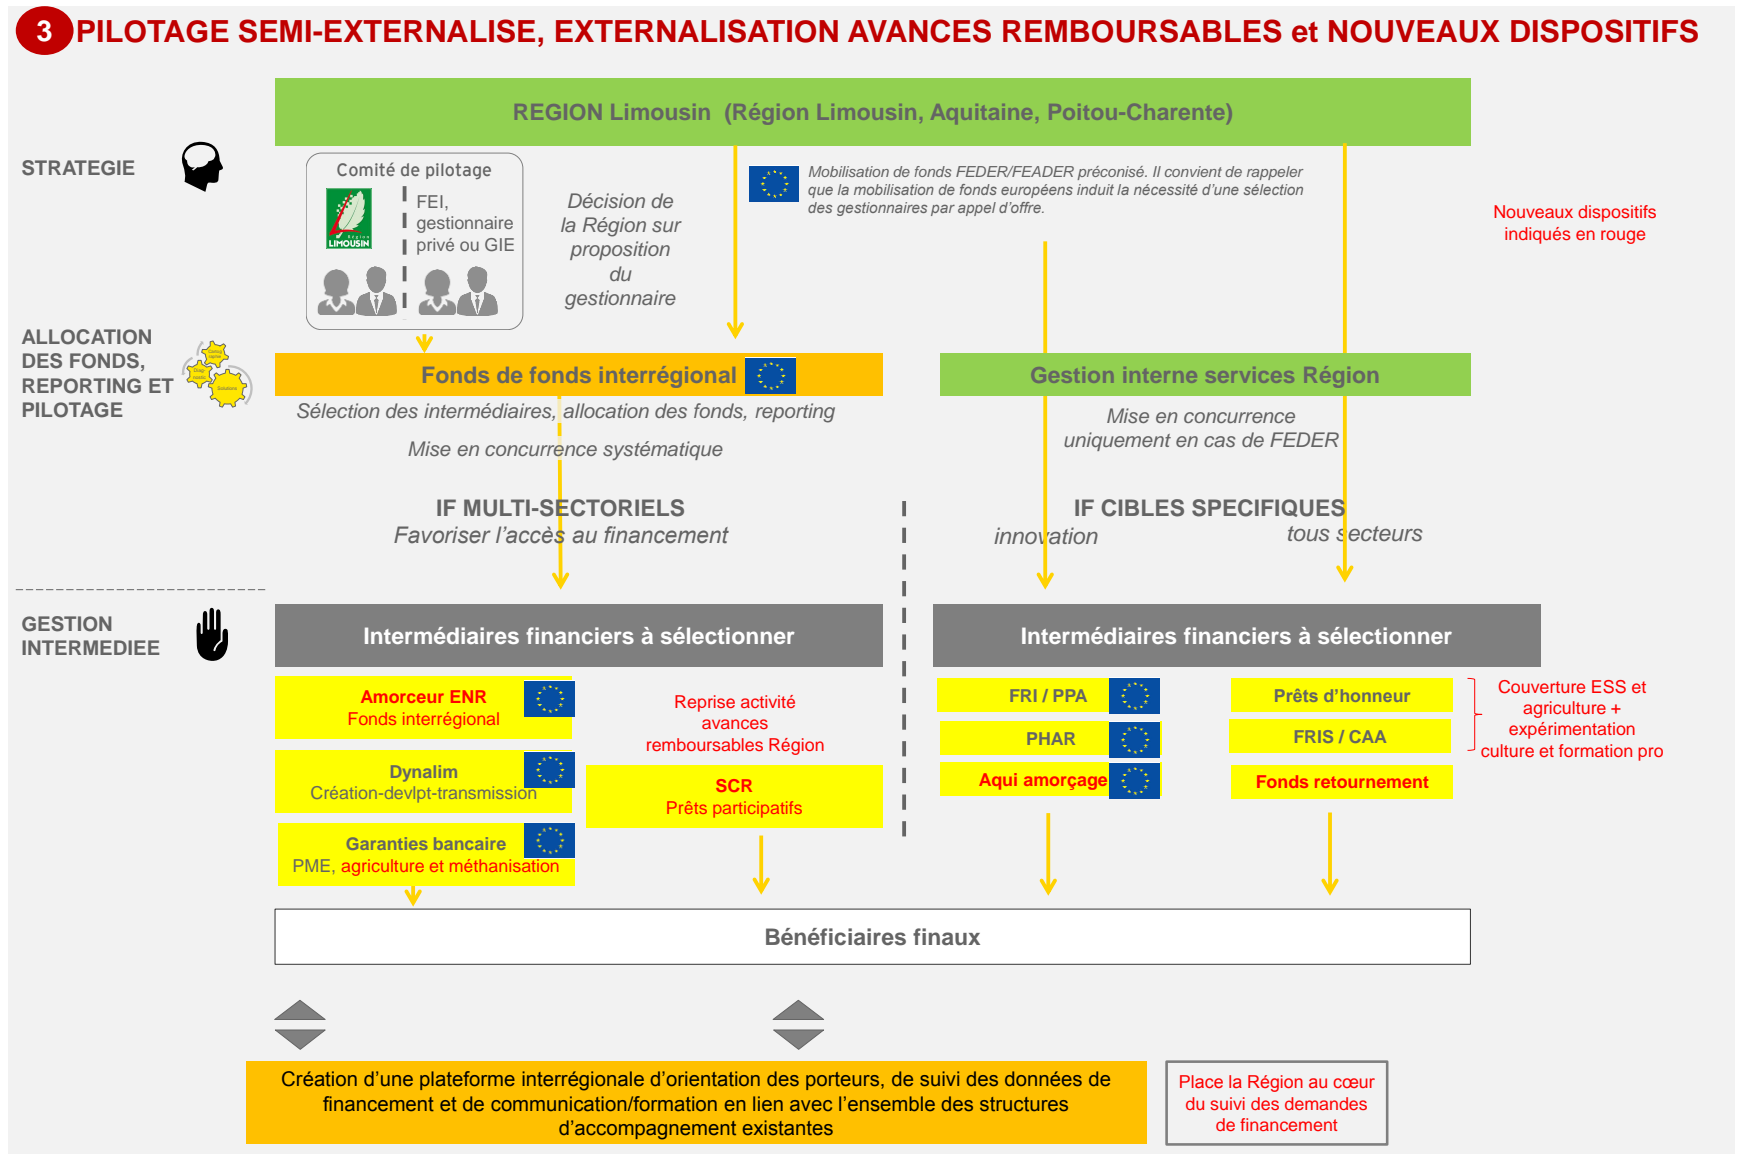 3 PILOTAGE SEMI-EXTERNALISE, EXTERNALISATION AVANCES REMBOURSABLES et NOUVEAUX DISPOSITIFS
REGION Limousin (Région Limousin, Aquitaine, Poitou-Charente)
STRATEGIE
Comité de pilotage
Région
LIMOUSIN
FEI,
gestionnaire
privé ou GIE
Décision de
la Région sur
proposition
du
gestionnaire
Mobilisation de fonds FEDER/FEADER préconisé. Il convient de rappeler
que la mobilisation de fonds européens induit la nécessité d’une sélection
des gestionnaires par appel d’offre.
Nouveaux dispositifs
indiqués en rouge
ALLOCATION
DES FONDS,
REPORTING ET
PILOTAGE
Solutions
Fonds de fonds interrégional
Gestion interne services Région
Sélection des intermédiaires, allocation des fonds, reporting
Mise en concurrence systématique
Mise en concurrence
uniquement en cas de FEDER
IF MULTI-SECTORIELS
Favoriser l’accès au financement
IF CIBLES SPECIFIQUES
innovation
tous secteurs
GESTION
INTERMEDIEE
Intermédiaires financiers à sélectionner
Intermédiaires financiers à sélectionner
Amorceur ENR
Fonds interrégional
Dynalim
Création-devlpt-transmission
Garanties bancaire
PME, agriculture et méthanisation
Reprise activité
avances
remboursables Région
SCR
Prêts participatifs
FRI / PPA
PHAR
Aqui amorçage
Prêts d’honneur
FRIS / CAA
Fonds retournement
Couverture ESS et
agriculture +
expérimentation
culture et formation pro
Bénéficiaires finaux
Création d’une plateforme interrégionale d’orientation des porteurs, de suivi des données de
financement et de communication/formation en lien avec l’ensemble des structures
d’accompagnement existantes
Place la Région au cœur
du suivi des demandes
de financement